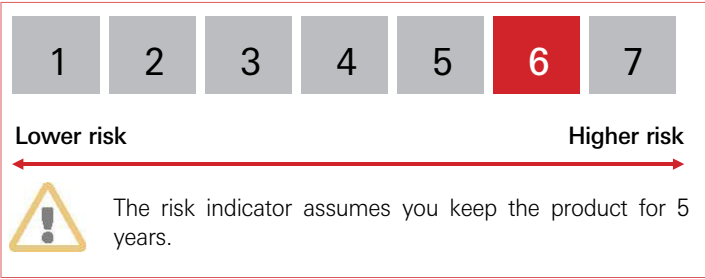 1 2 3 4 5 6 7
Lower risk Higher risk
The risk indicator assumes you keep the product for 5
years.